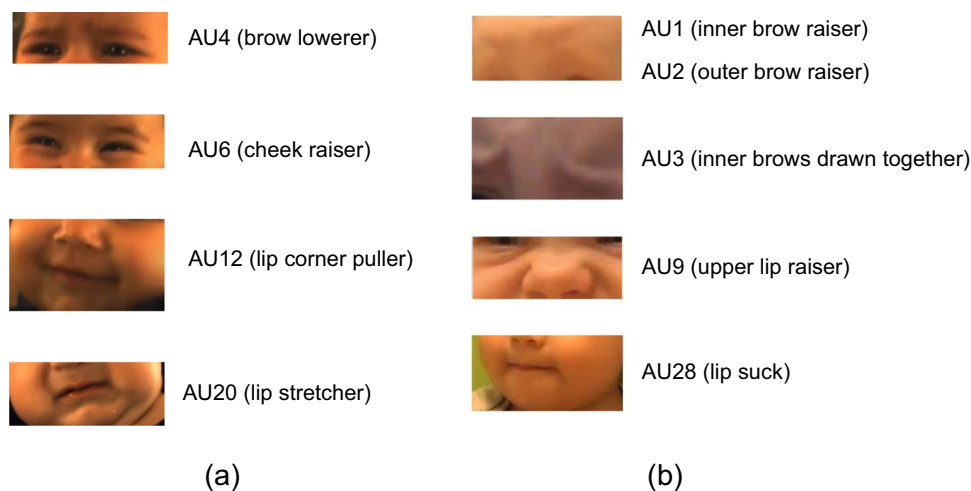 AU4 (brow lowerer)
AU6 (cheek raiser)
AU12 (lip corner puller)
AU20 (lip stretcher)
(a)
AU1 (inner brow raiser)
AU2 (outer brow raiser)
AU3 (inner brows drawn together)
AU9 (upper lip raiser)
AU28 (lip suck)
(b)